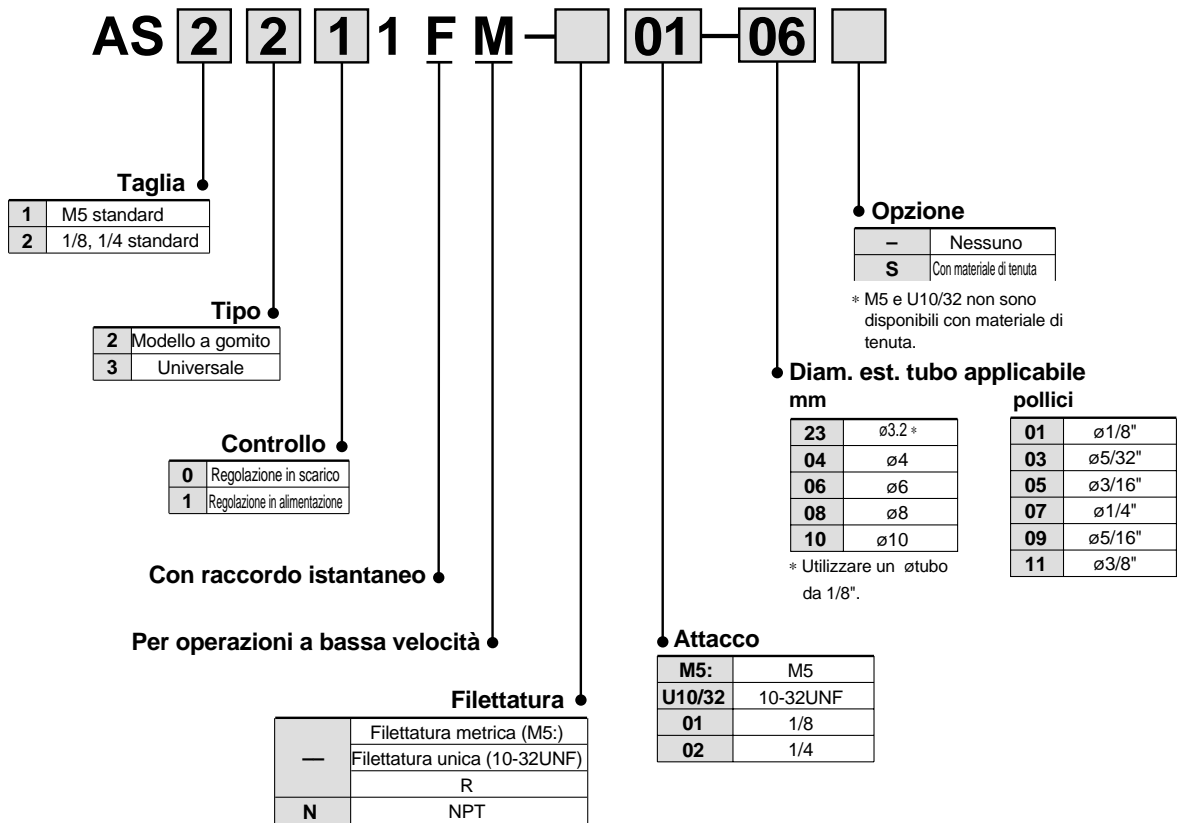 AS 2 2 1 1 F M — 01 — 06
Taglia
1 M5 standard
2 1/8, 1/4 standard
Tipo
2 Modello a gomito
3 Universale
Controllo
0 Regolazione in scarico
1 Regolazione in alimentazione
Con raccordo istantaneo
Per operazioni a bassa velocità
Filettatura
— Filettatura metrica (M5:)
Filettatura unica (10-32UNF)
R
N NPT
Attacco
M5: M5
U10/32 10-32UNF
01 1/8
02 1/4
Diam. est. tubo applicabile
mm
23 ø3.2 *
04 ø4
06 ø6
08 ø8
10 ø10
* Utilizzare un øtubo
da 1/8".
pollici
01 ø1/8"
03 ø5/32"
05 ø3/16"
07 ø1/4"
09 ø5/16"
11 ø3/8"
Opzione
– Nessuno
S Con materiale di tenuta
* M5 e U10/32 non sono
disponibili con materiale di
tenuta.